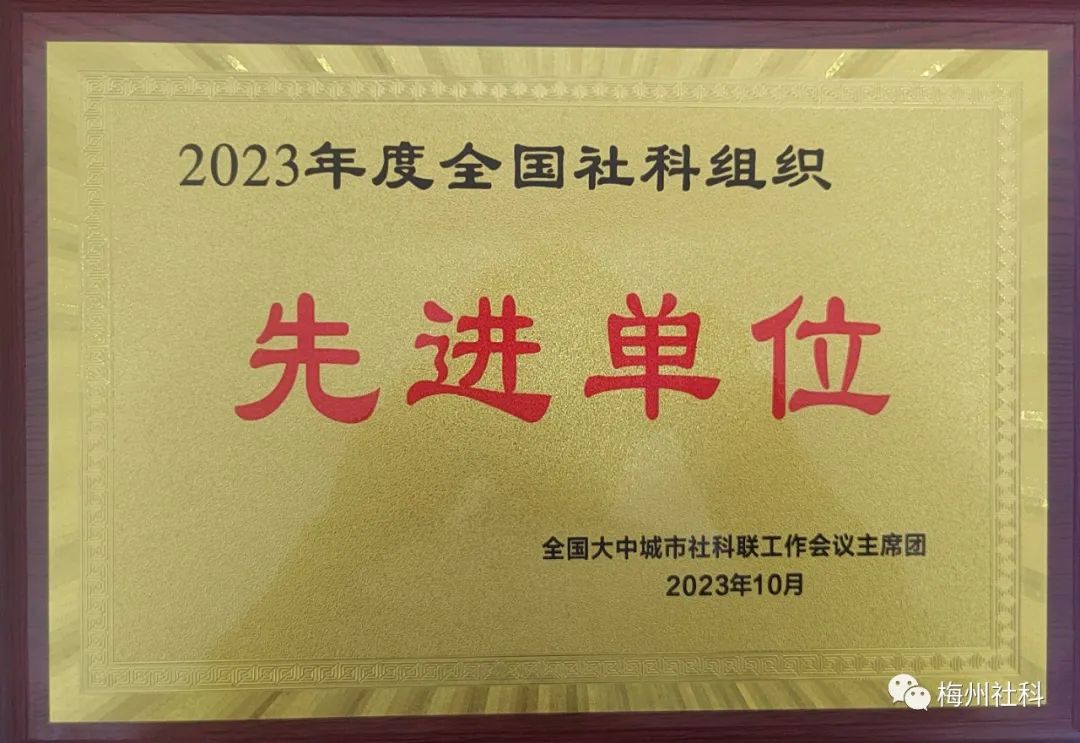 2023年度全国社科组织
先进单位
全国大中城市社科联工作会议主席团
2023年10月
梅州社科